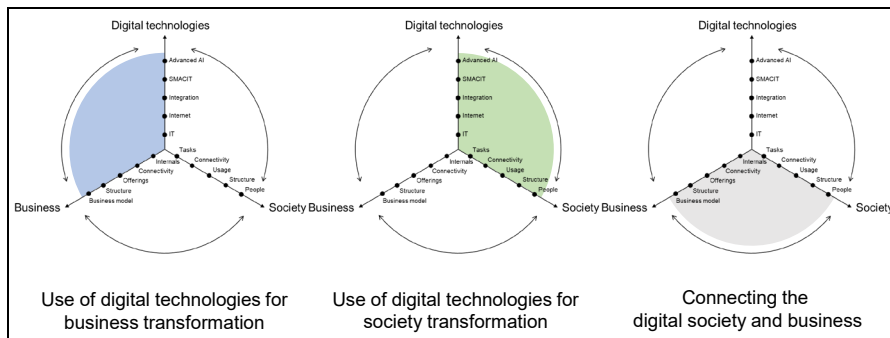 Digital technologies
Advanced AI
SMACIT
Integration
Internet
IT
Tasks
Connectivity
Usage
Structure
People
Internals
Connectivity
Offerings
Structure
Business model
Business
Society
Use of digital technologies for
business transformation
Digital technologies
Advanced AI
SMACIT
Integration
Internet
IT
Tasks
Connectivity
Usage
Structure
People
Internals
Connectivity
Offerings
Structure
Business model
Business
Society
Use of digital technologies for
society transformation
Digital technologies
Advanced AI
SMACIT
Integration
Internet
IT
Tasks
Connectivity
Usage
Structure
People
Internals
Connectivity
Offerings
Structure
Business model
Business
Society
Connecting the
digital society and business